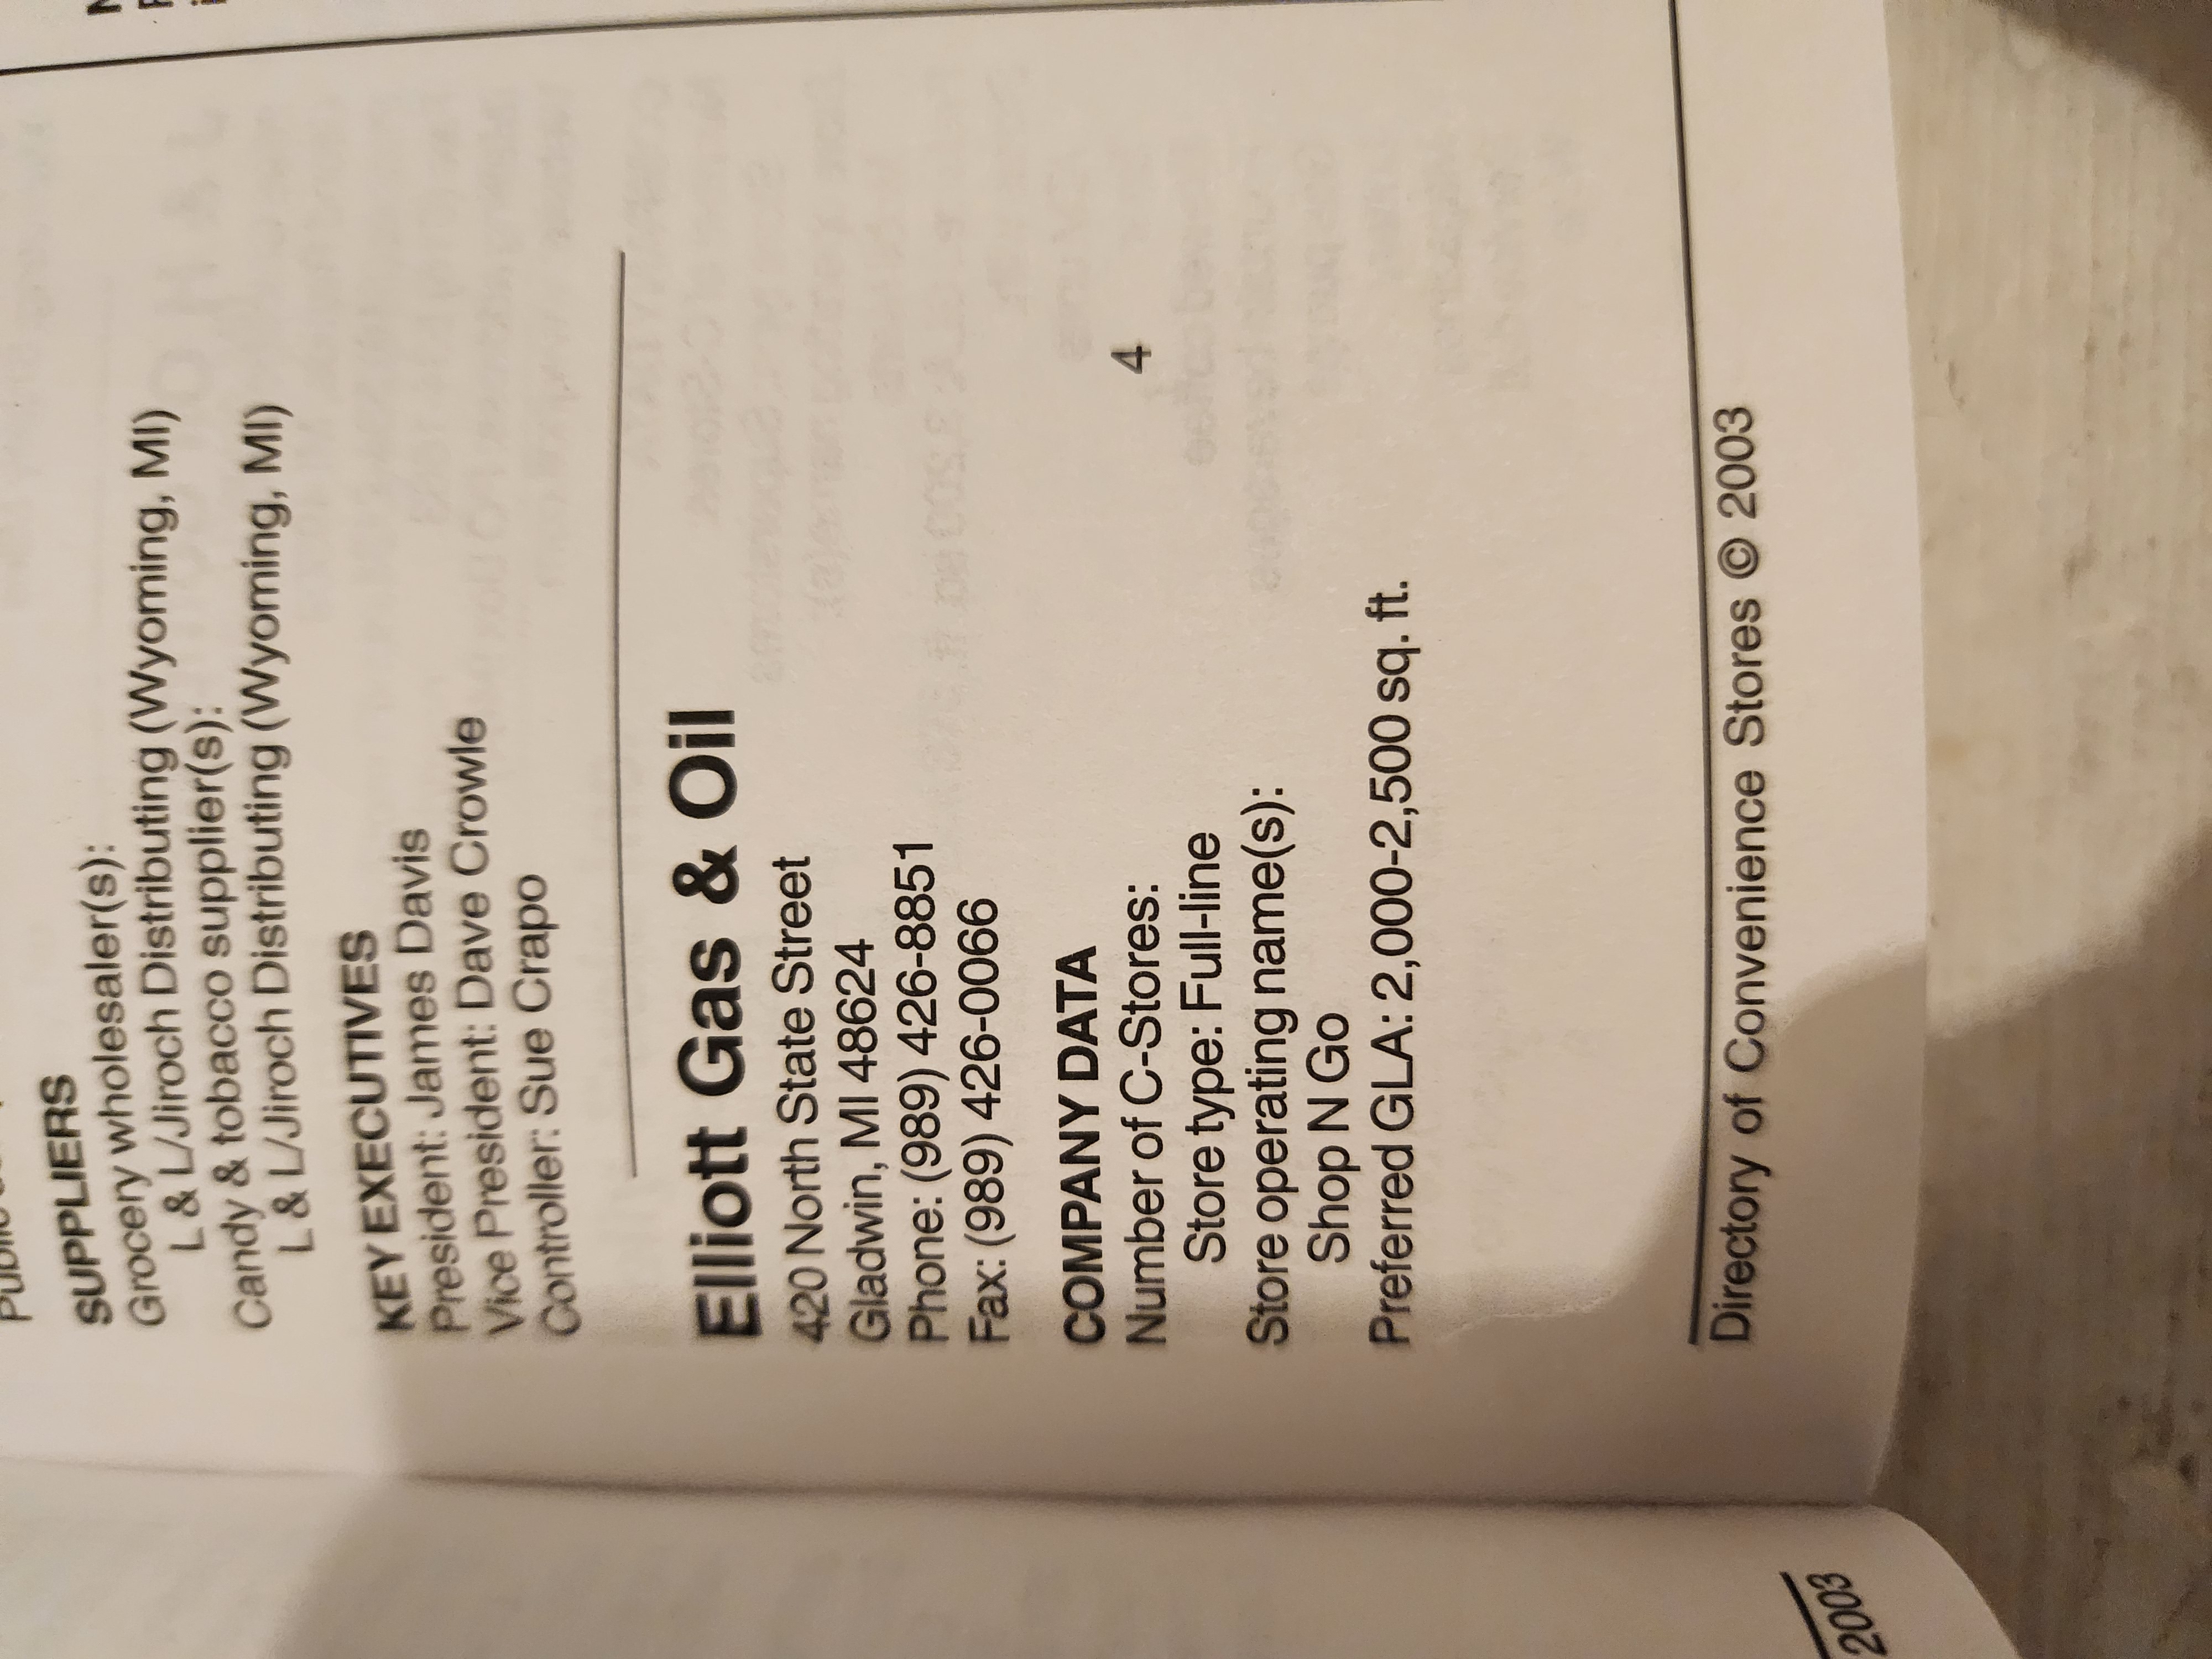 SUPPLIERS
Grocery wholesaler(s):
L & L/Jiroch Distributing (Wyoming, MI)
Candy & tobacco supplier(s):
L & L/Jiroch Distributing (Wyoming, MI)
KEY EXECUTIVES
President: James Davis
Vice President: Dave Crowle
Controller: Sue Crapo
Elliott Gas & Oil
420 North State Street
Gladwin, MI 48624
Phone: (989) 426-8851
Fax: (989) 426-0066
COMPANY DATA
Number of C-Stores: 4
Store type: Full-line
Store operating name(s):
Shop N Go
Preferred GLA: 2,000-2,500 sq. ft.
Directory of Convenience Stores © 2003
2003